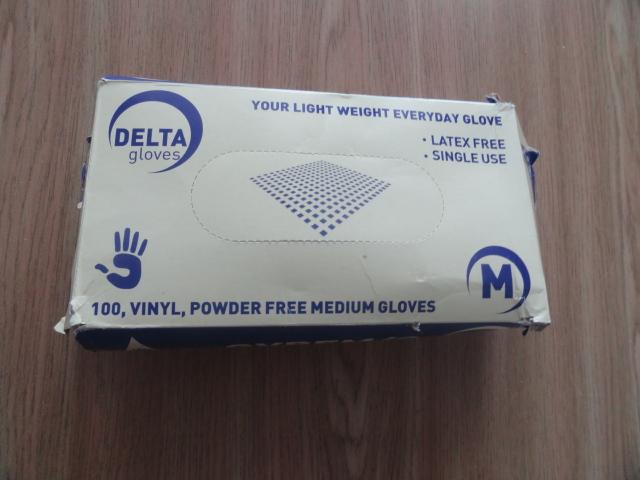 YOUR LIGHT WEIGHT EVERYDAY GLOVE
DELTA
gloves
• LATEX FREE
• SINGLE USE
M
100, VINYL, POWDER FREE MEDIUM GLOVES